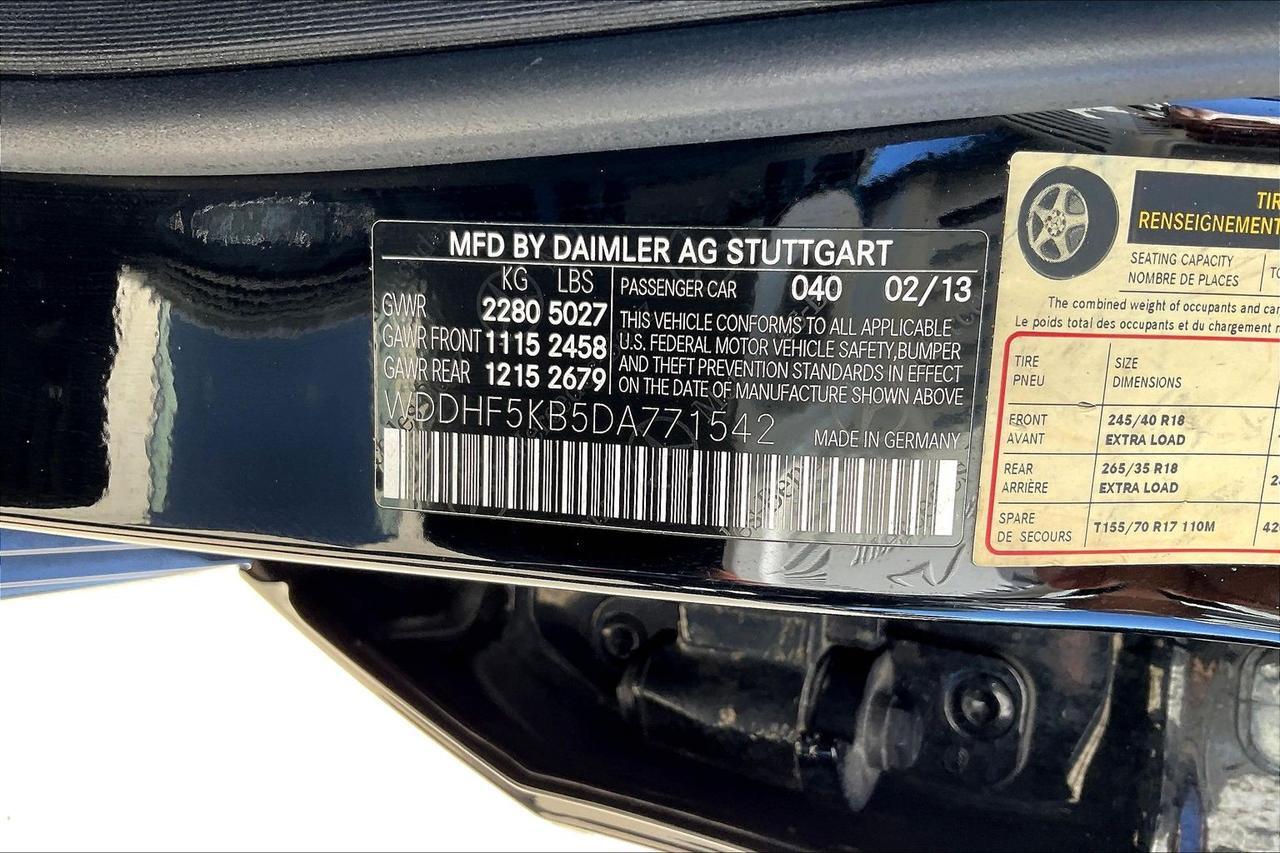 MFD BY DAIMLER AG STUTTGART
KG LBS
GVWR 2280 5027
GAWR FRONT 1115 2458
GAWR REAR 1215 2679
PASSENGER CAR 040 02/13
THIS VEHICLE CONFORMS TO ALL APPLICABLE
U.S. FEDERAL MOTOR VEHICLE SAFETY,BUMPER
AND THEFT PREVENTION STANDARDS IN EFFECT
ON THE DATE OF MANUFACTURE SHOWN ABOVE
WDDHF5KB5DA771542
MADE IN GERMANY
RENSEIGNEMENT
SEATING CAPACITY
NOMBRE DE PLACES
The combined weight of occupants and
Le poids total des occupants et du chargement
TIRE SIZE
PNEU DIMENSIONS
FRONT 245/40 R18
AVANT EXTRA LOAD
REAR 265/35 R18
ARRIÈRE EXTRA LOAD
SPARE T155/70 R17 110M
DE SECOURS